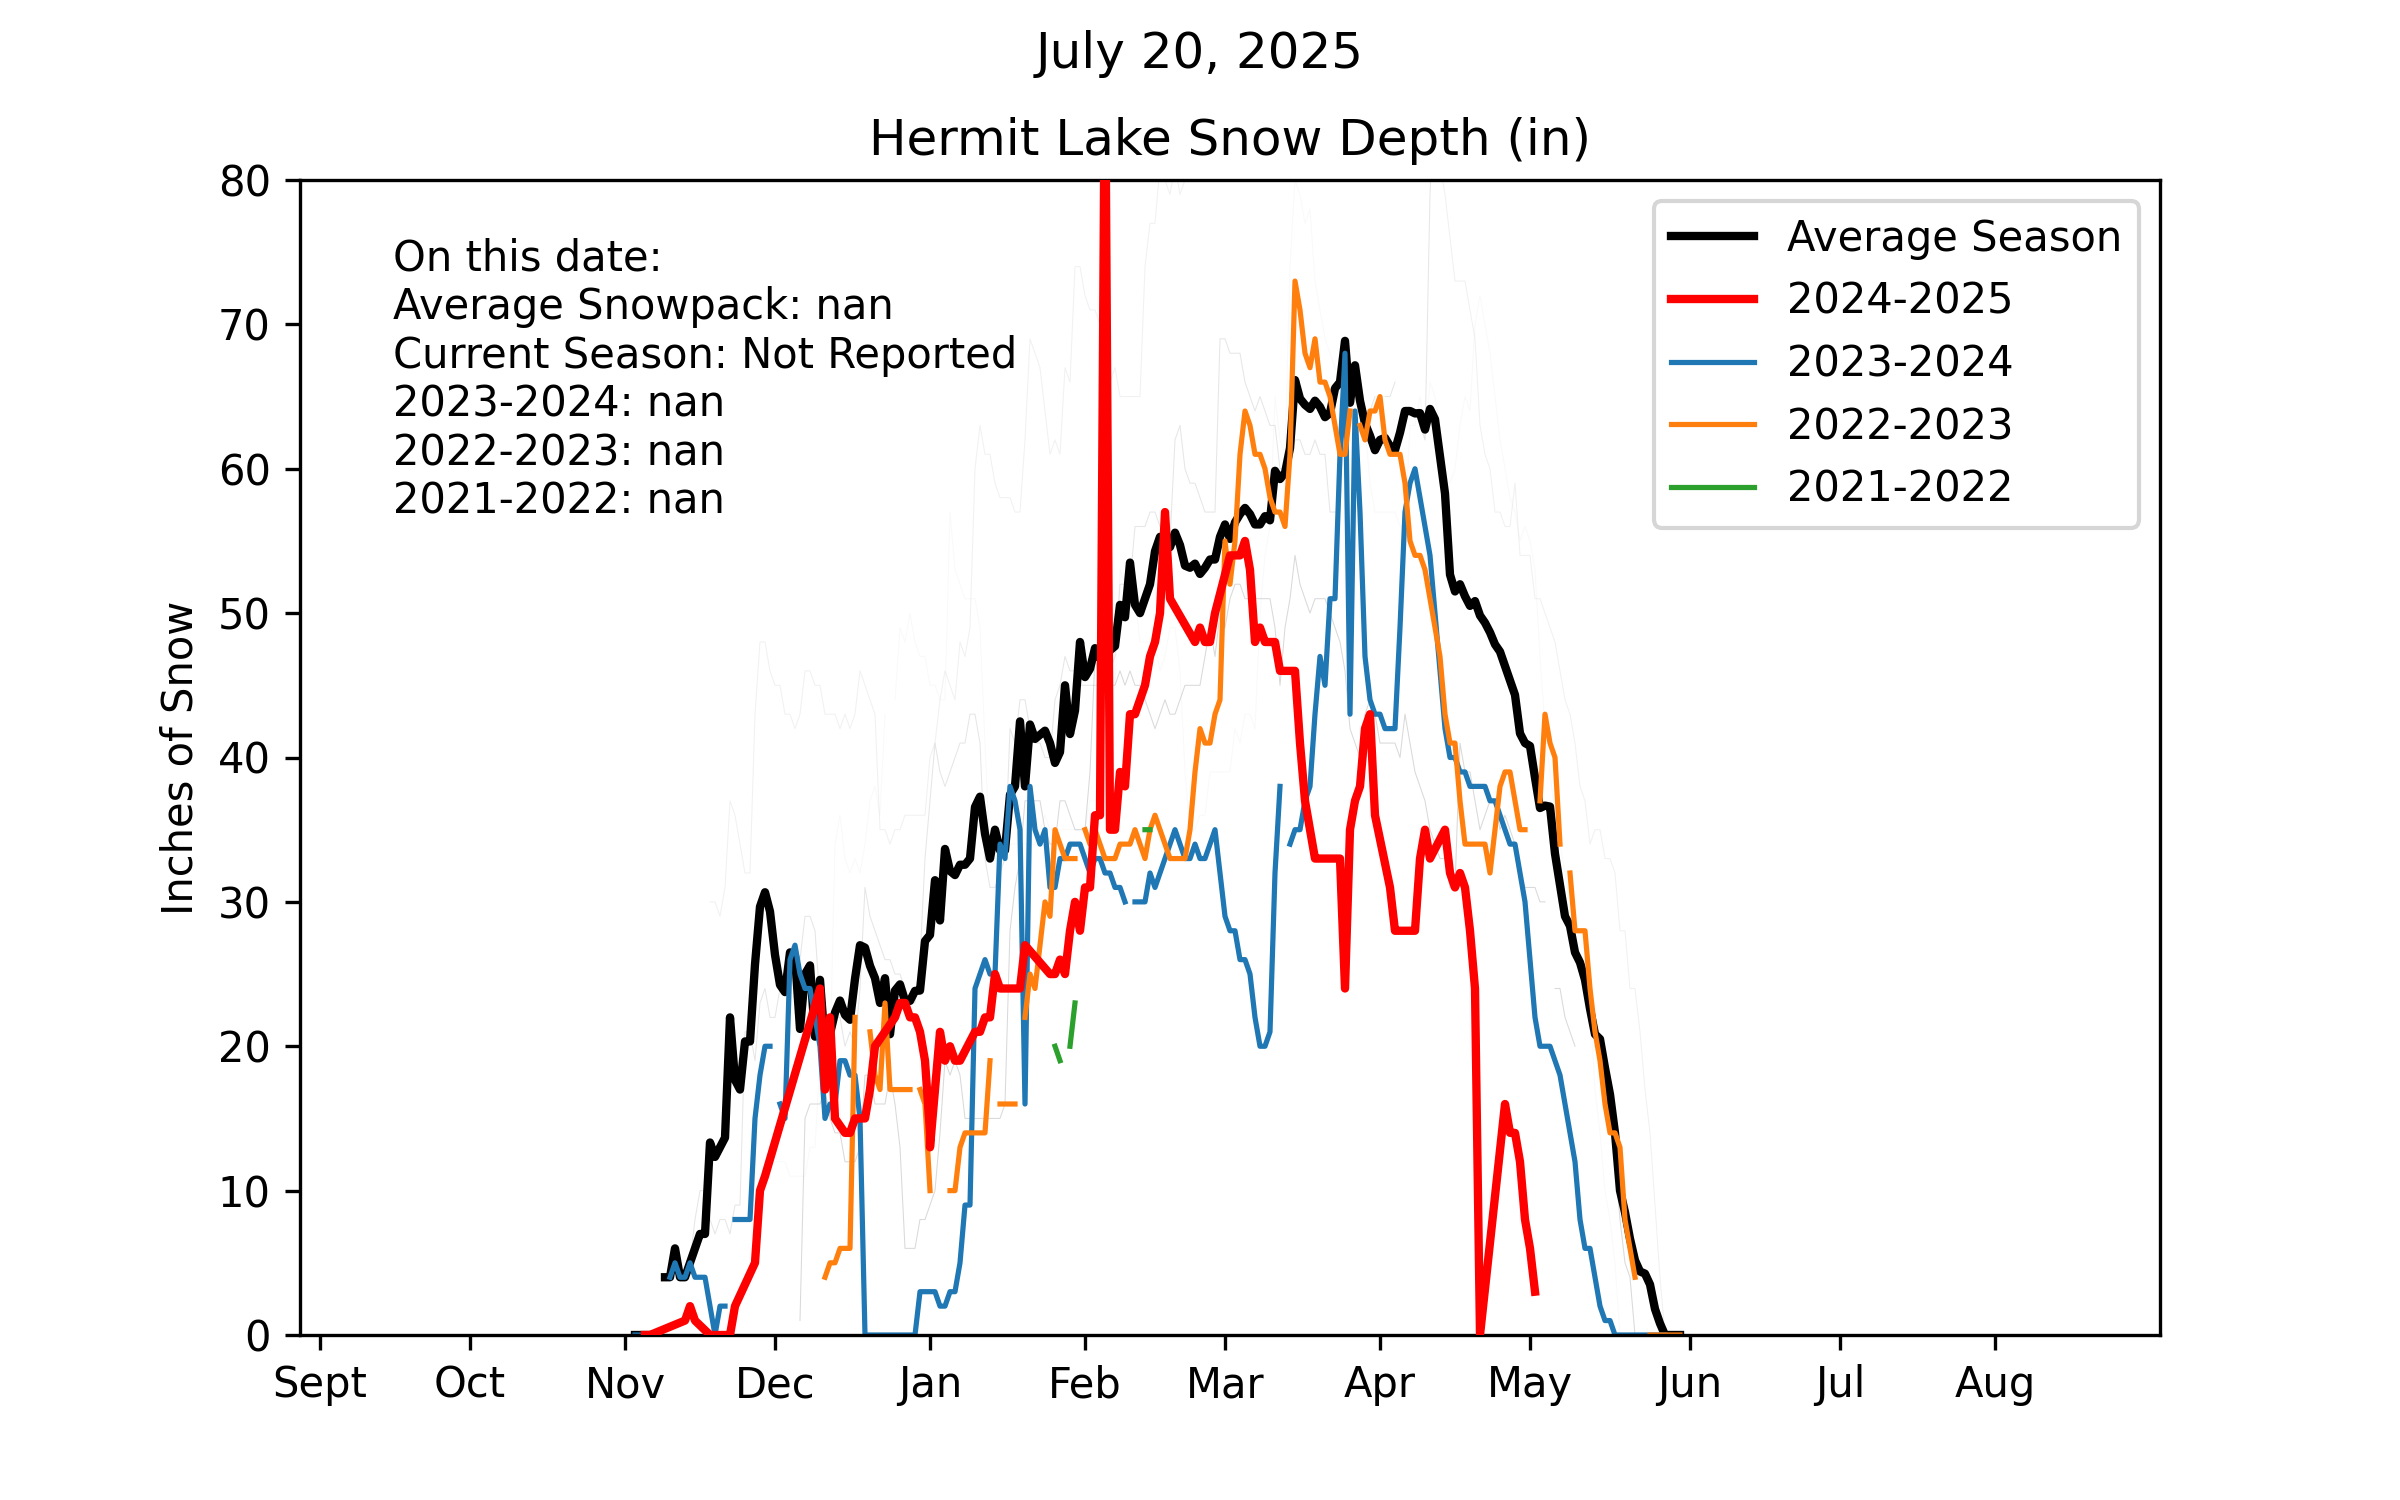 July 20, 2025
Hermit Lake Snow Depth (in)
80
70
60
50
40
30
20
10
0
Inches of Snow
On this date:
Average Snowpack: nan
Current Season: Not Reported
2023-2024: nan
2022-2023: nan
2021-2022: nan
Average Season
2024-2025
2023-2024
2022-2023
2021-2022
Sept Oct Nov Dec Jan Feb Mar Apr May Jun Jul Aug